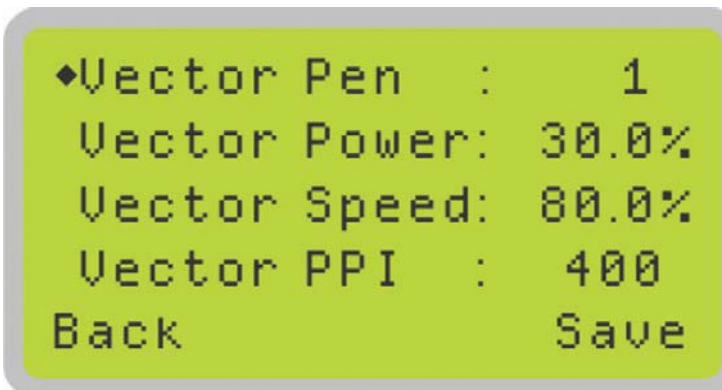 ◆Vector Pen : 1
Vector Power: 30.0%
Vector Speed: 80.0%
Vector PPI : 400
Back Save